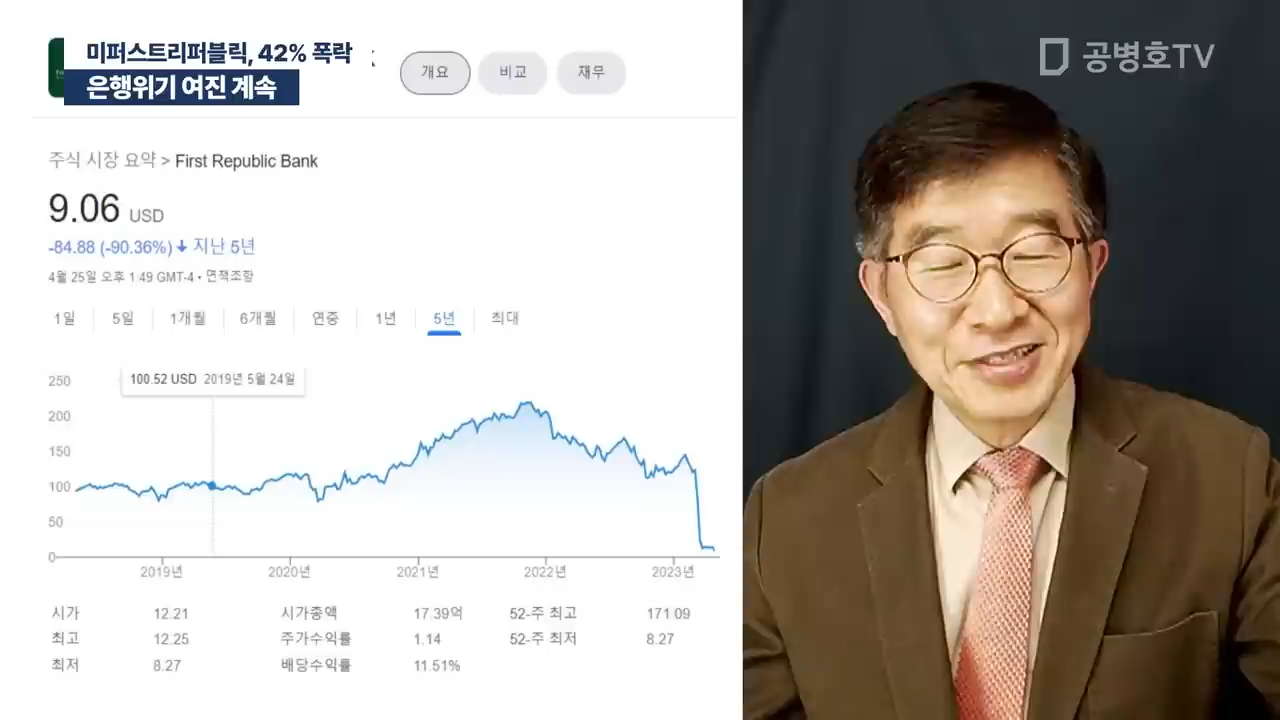 미퍼스트리퍼블릭, 42% 폭락
은행위기 여진 계속
개요
비교
재무
공병호TV
주식 시장 요약 > First Republic Bank
9.06 USD
-84.88 (-90.36%) ↓ 지난 5년
4월 25일 오후 1:49 GMT-4 • 면책조항
1일 5일 1개월 6개월 연중 1년 5년 최대
100.52 USD 2019년 5월 24일
250
200
150
100
50
0
2019년 2020년 2021년 2022년 2023년
시가 12.21 시가총액 17.39억 52-주 최고 171.09
최고 12.25 주가수익률 1.14 52-주 최저 8.27
최저 8.27 배당수익률 11.51%